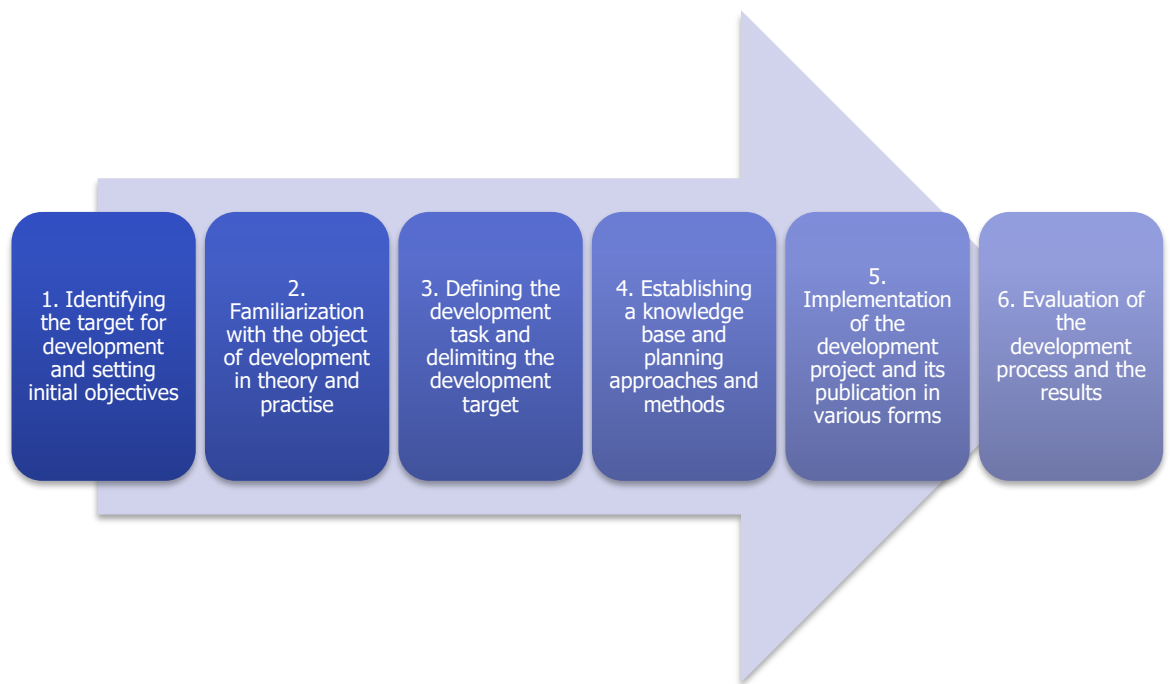 1. Identifying
the target for
development
and setting
initial objectives
2.
Familiarization
with the object
of development
in theory and
practise
3. Defining the
development
task and
delimiting the
development
target
4. Establishing
a knowledge
base and
planning
approaches and
methods
5.
Implementation
of the
development
project and its
publication in
various forms
6. Evaluation of
the
development
process and the
results